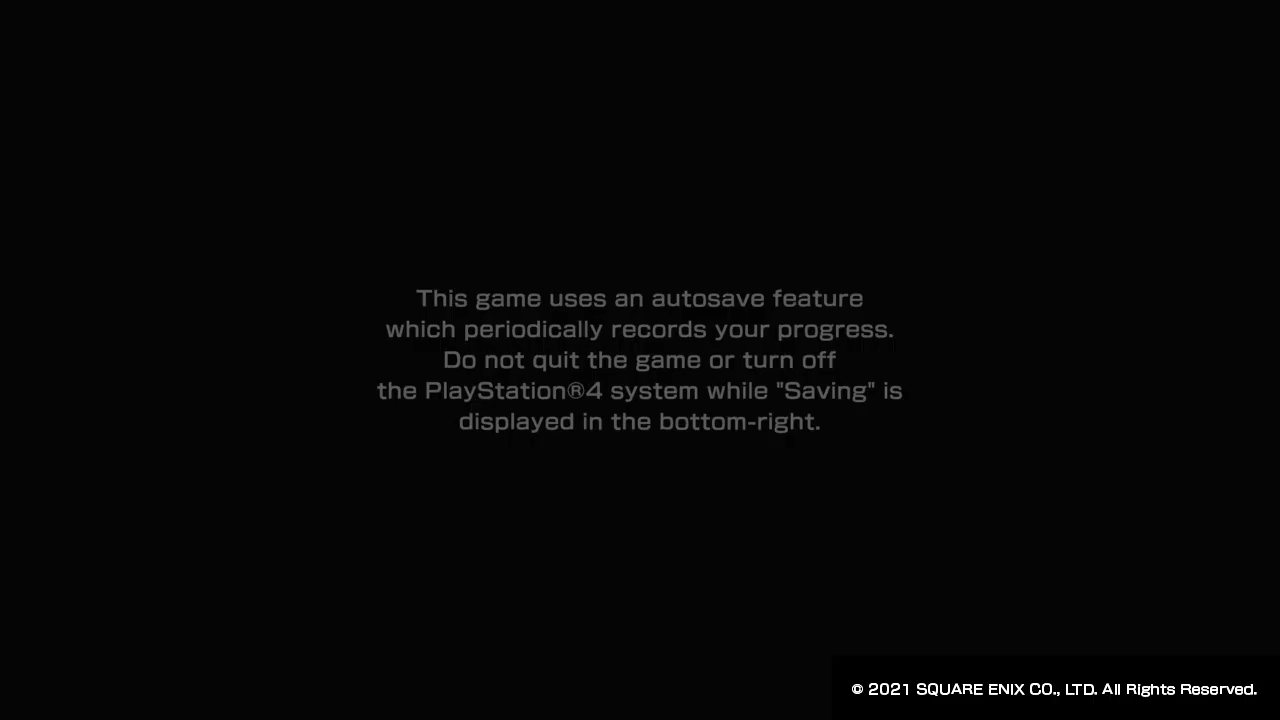 This game uses an autosave feature
which periodically records your progress.
Do not quit the game or turn off
the PlayStation®4 system while "Saving" is
displayed in the bottom-right.
© 2021 SQUARE ENIX CO., LTD. All Rights Reserved.